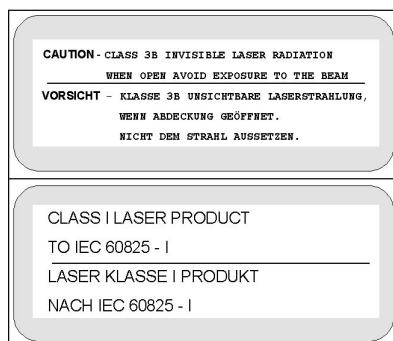 CAUTION - CLASS 3B INVISIBLE LASER RADIATION
WHEN OPEN AVOID EXPOSURE TO THE BEAM
VORSICHT - KLASSE 3B UNSICHTBARE LASERSTRAHLUNG,
WENN ABDECKUNG GEÖFFNET.
NICHT DEM STRAHL AUSSETZEN.
CLASS I LASER PRODUCT
TO IEC 60825 - I
LASER KLASSE I PRODUKT
NACH IEC 60825 - I